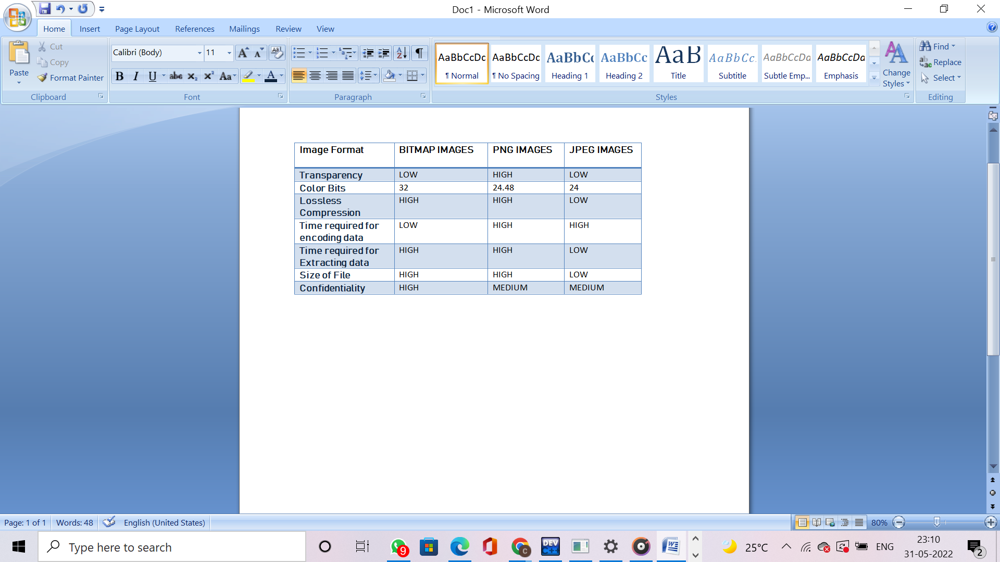 Doc1 - Microsoft Word
Home Insert Page Layout References Mailings Review View
Cut
Copy
Format Painter
Paste
Clipboard
Calibri (Body) 11
Font
Paragraph
AaBbCcDc AaBbCcDc AaBbCc AaBbCc AaB AaBbCc. AaBbCcDa AaBbCcDa
¶ Normal ¶ No Spacing Heading 1 Heading 2 Title Subtitle Subtle Emp... Emphasis
Change
Styles
Styles
Find
Replace
Select
Editing
Image Format BITMAP IMAGES PNG IMAGES JPEG IMAGES
Transparency LOW HIGH LOW
Color Bits 32 24.48 24
Lossless HIGH HIGH LOW
Compression
Time required for LOW HIGH HIGH
encoding data
Time required for HIGH HIGH LOW
Extracting data
Size of File HIGH HIGH LOW
Confidentiality HIGH MEDIUM MEDIUM
Page: 1 of 1 Words: 48 English (United States) 80%
Type here to search
9
DEV
C++
25°C ENG
23:10
31-05-2022
2